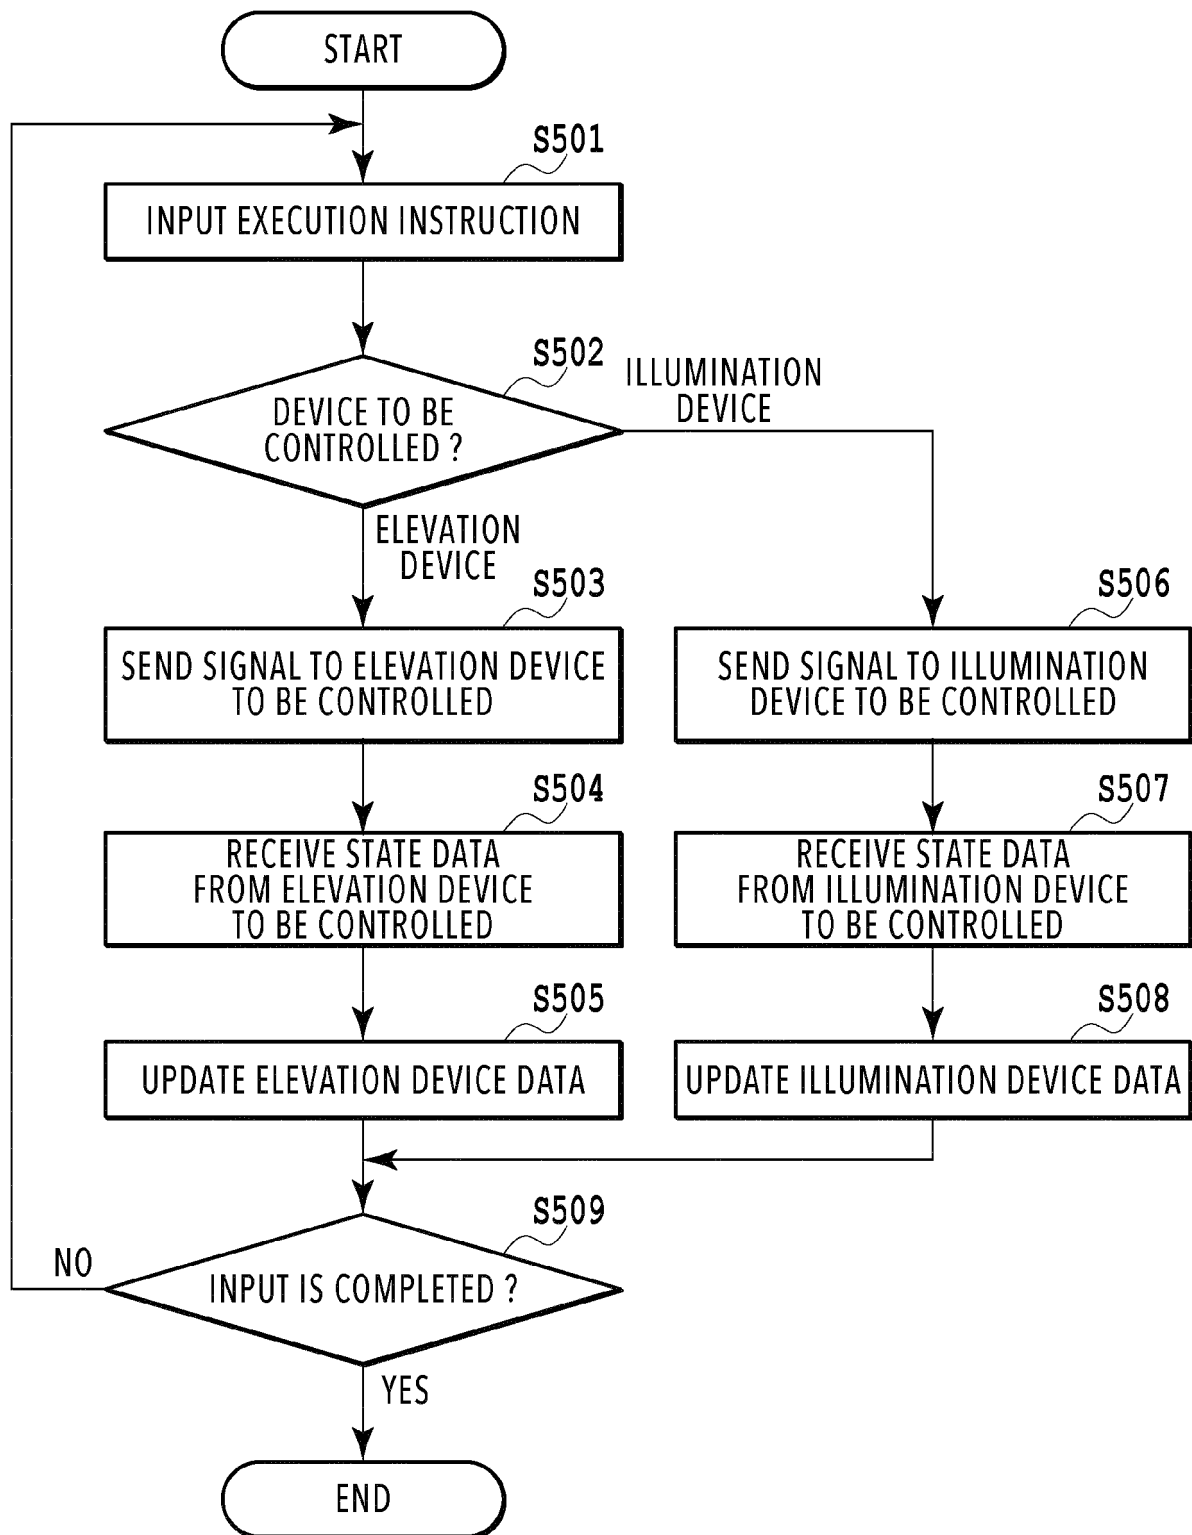 START
S501
INPUT EXECUTION INSTRUCTION
S502
ILLUMINATION
DEVICE
DEVICE TO BE
CONTROLLED ?
ELEVATION
DEVICE
S503
SEND SIGNAL TO ELEVATION DEVICE
TO BE CONTROLLED
S506
SEND SIGNAL TO ILLUMINATION
DEVICE TO BE CONTROLLED
S504
RECEIVE STATE DATA
FROM ELEVATION DEVICE
TO BE CONTROLLED
S507
RECEIVE STATE DATA
FROM ILLUMINATION DEVICE
TO BE CONTROLLED
S505
UPDATE ELEVATION DEVICE DATA
S508
UPDATE ILLUMINATION DEVICE DATA
S509
NO
INPUT IS COMPLETED ?
YES
END